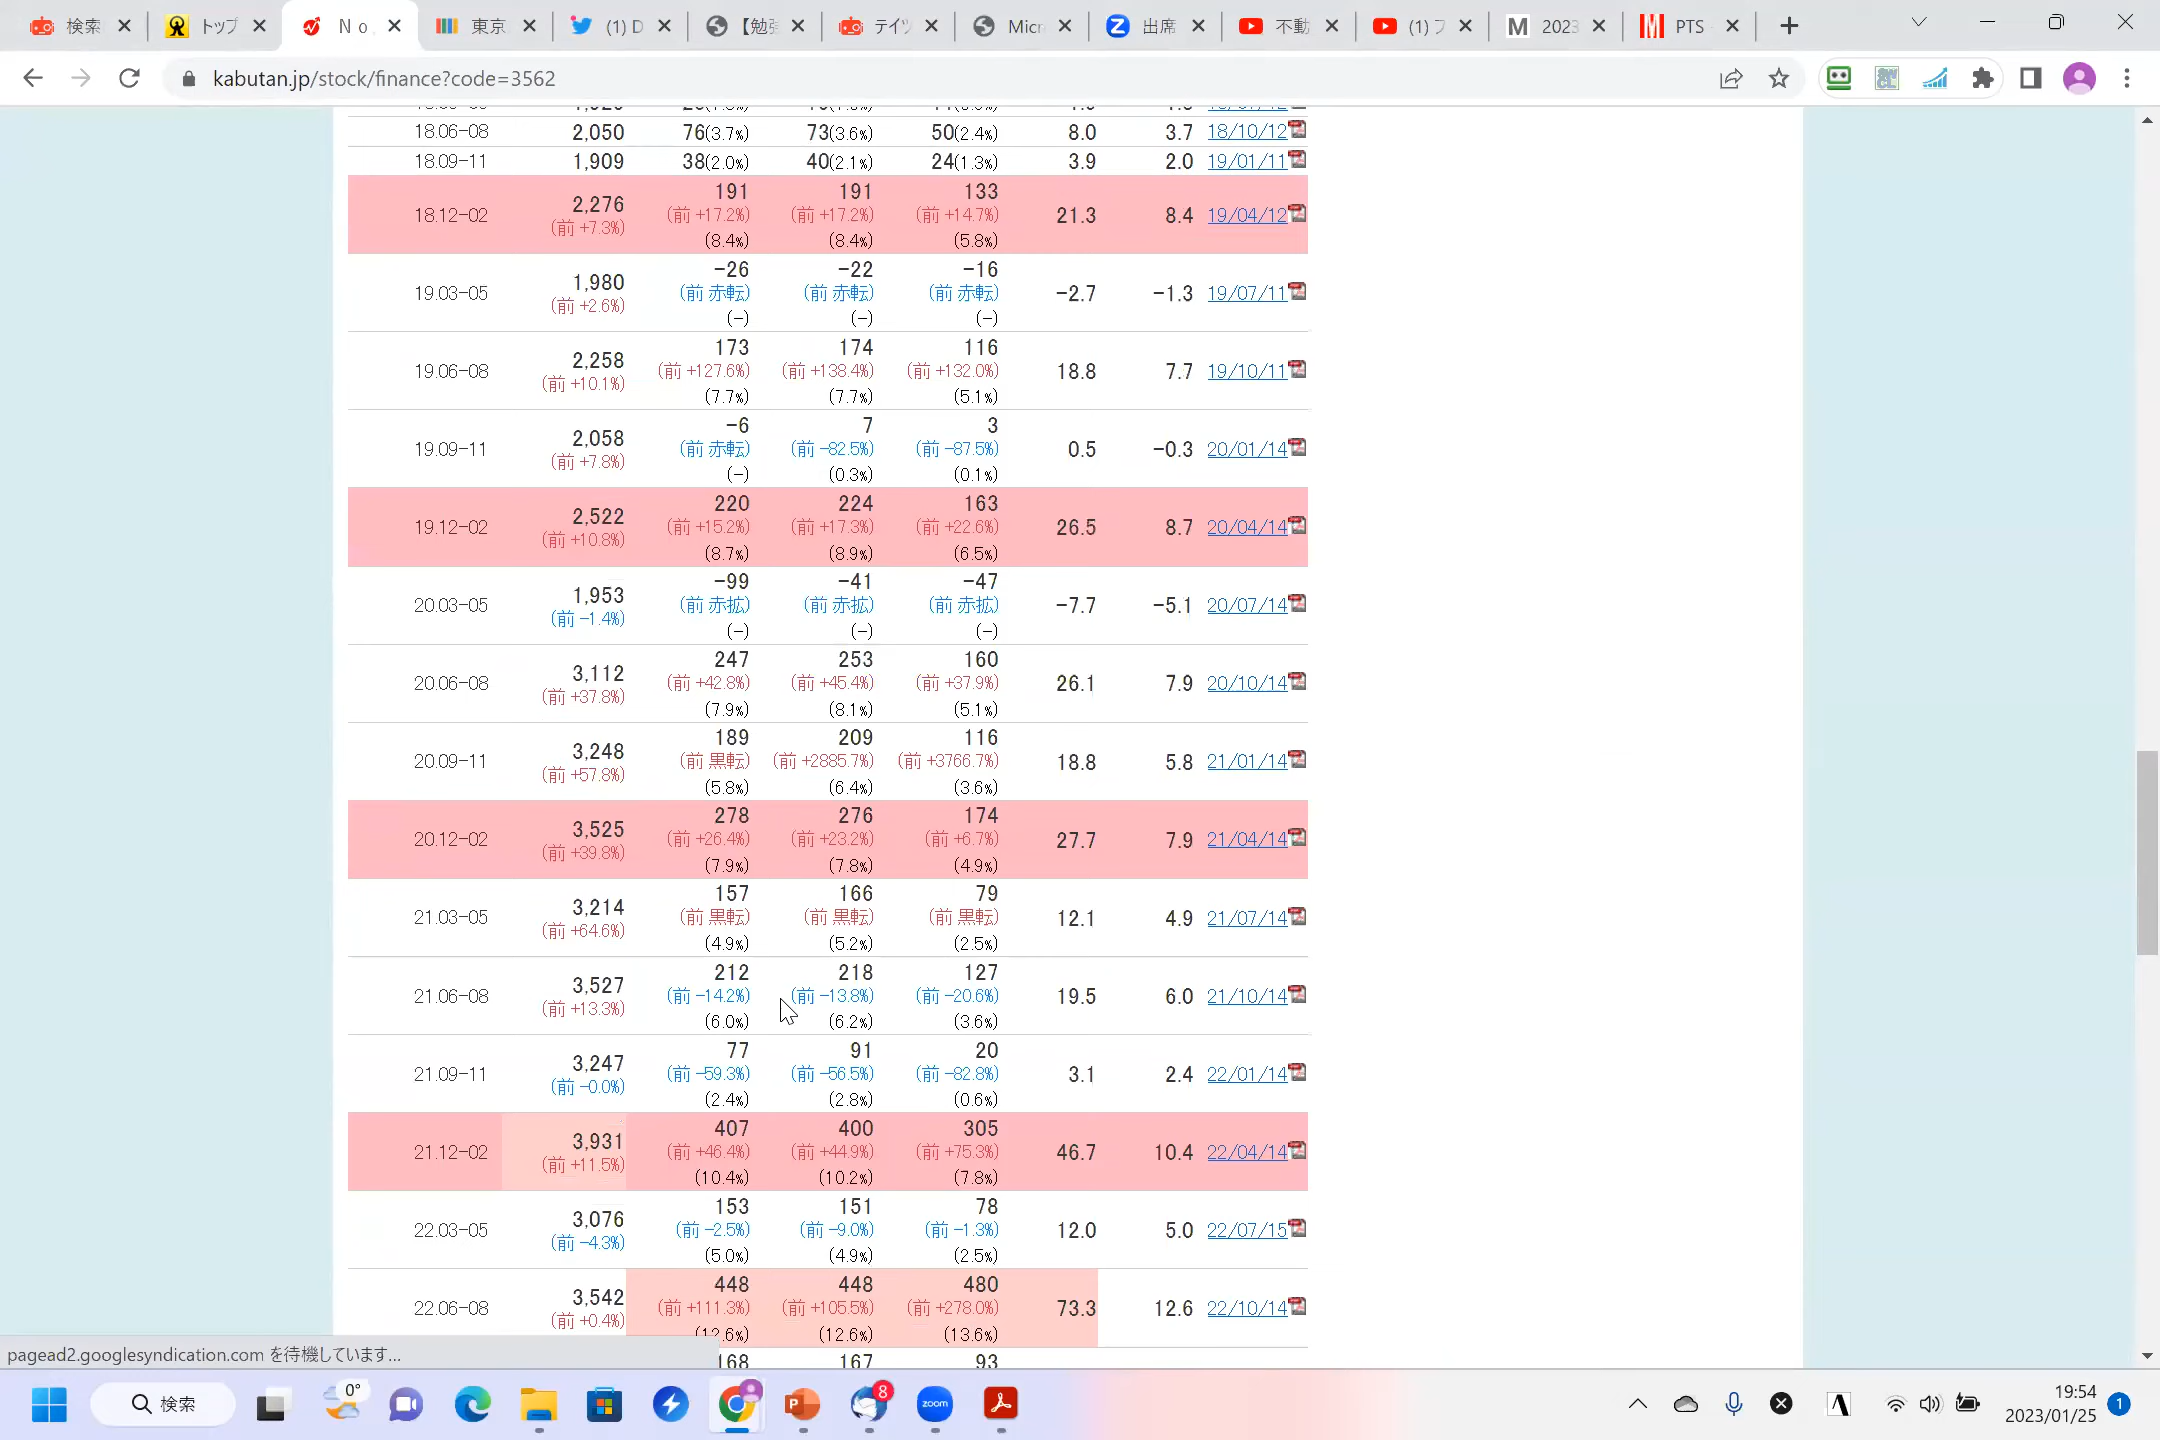 検索 トップ No 東京 (1) D 【勉強 テイツ Micr 出席 不動 (1) フ 2023 PTS
kabutan.jp/stock/finance?code=3562
18.06-08 2,050 76(3.7%) 73(3.6%) 50(2.4%) 8.0 3.7 18/10/12
18.09-11 1,909 38(2.0%) 40(2.1%) 24(1.3%) 3.9 2.0 19/01/11
18.12-02 2,276 191 191 133 21.3 8.4 19/04/12
(前 +7.3%) (前 +17.2%) (前 +17.2%) (前 +14.7%)
(8.4%) (8.4%) (5.8%)
19.03-05 1,980 -26 -22 -16 -2.7 -1.3 19/07/11
(前 +2.6%) (前 赤転) (前 赤転) (前 赤転)
(-) (-) (-)
19.06-08 2,258 173 174 116 18.8 7.7 19/10/11
(前 +10.1%) (前 +127.6%) (前 +138.4%) (前 +132.0%)
(7.7%) (7.7%) (5.1%)
19.09-11 2,058 -6 7 3 0.5 -0.3 20/01/14
(前 +7.8%) (前 赤転) (前 -82.5%) (前 -87.5%)
(-) (0.3%) (0.1%)
19.12-02 2,522 220 224 163 26.5 8.7 20/04/14
(前 +10.8%) (前 +15.2%) (前 +17.3%) (前 +22.6%)
(8.7%) (8.9%) (6.5%)
20.03-05 1,953 -99 -41 -47 -7.7 -5.1 20/07/14
(前 -1.4%) (前 赤拡) (前 赤拡) (前 赤拡)
(-) (-) (-)
20.06-08 3,112 247 253 160 26.1 7.9 20/10/14
(前 +37.8%) (前 +42.8%) (前 +45.4%) (前 +37.9%)
(7.9%) (8.1%) (5.1%)
20.09-11 3,248 189 209 116 18.8 5.8 21/01/14
(前 +57.8%) (前 黒転) (前 +2885.7%) (前 +3766.7%)
(5.8%) (6.4%) (3.6%)
20.12-02 3,525 278 276 174 27.7 7.9 21/04/14
(前 +39.8%) (前 +26.4%) (前 +23.2%) (前 +6.7%)
(7.9%) (7.8%) (4.9%)
21.03-05 3,214 157 166 79 12.1 4.9 21/07/14
(前 +64.6%) (前 黒転) (前 黒転) (前 黒転)
(4.9%) (5.2%) (2.5%)
21.06-08 3,527 212 218 127 19.5 6.0 21/10/14
(前 +13.3%) (前 -14.2%) (前 -13.8%) (前 -20.6%)
(6.0%) (6.2%) (3.6%)
21.09-11 3,247 77 91 20 3.1 2.4 22/01/14
(前 -0.0%) (前 -59.3%) (前 -56.5%) (前 -82.8%)
(2.4%) (2.8%) (0.6%)
21.12-02 3,931 407 400 305 46.7 10.4 22/04/14
(前 +11.5%) (前 +46.4%) (前 +44.9%) (前 +75.3%)
(10.4%) (10.2%) (7.8%)
22.03-05 3,076 153 151 78 12.0 5.0 22/07/15
(前 -4.3%) (前 -2.5%) (前 -9.0%) (前 -1.3%)
(5.0%) (4.9%) (2.5%)
22.06-08 3,542 448 448 480 73.3 12.6 22/10/14
(前 +0.4%) (前 +111.3%) (前 +105.5%) (前 +278.0%)
(12.6%) (12.6%) (13.6%)
168 167 93
pagead2.googlesyndication.com を待機しています...
検索 0° 8 zoom 19:54
2023/01/25 1